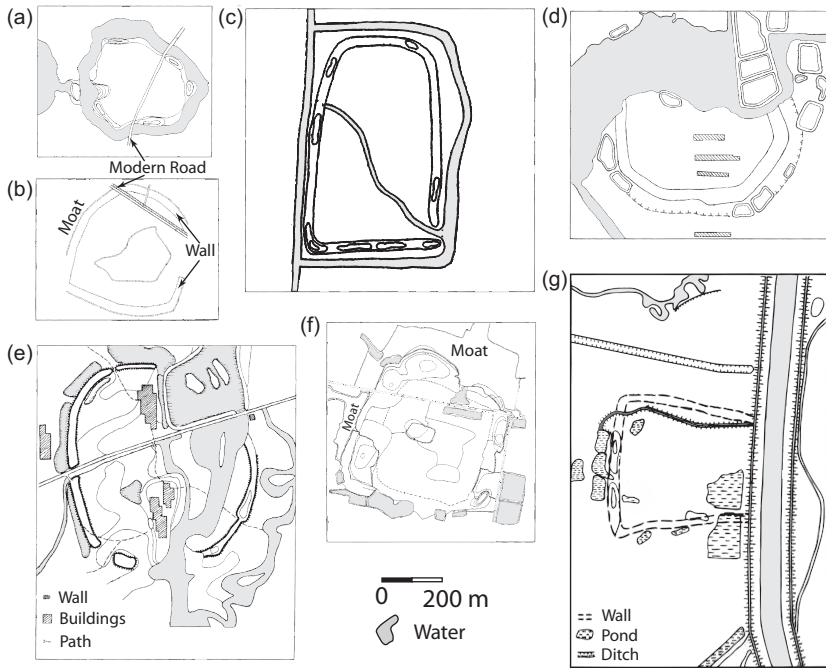 (a)
Modern Road
(b)
Moat
Wall
(c)
(d)
(e)
Wall
Buildings
Path
(f)
Moat
Moat
0 200 m
Water
(g)
Wall
Pond
Ditch